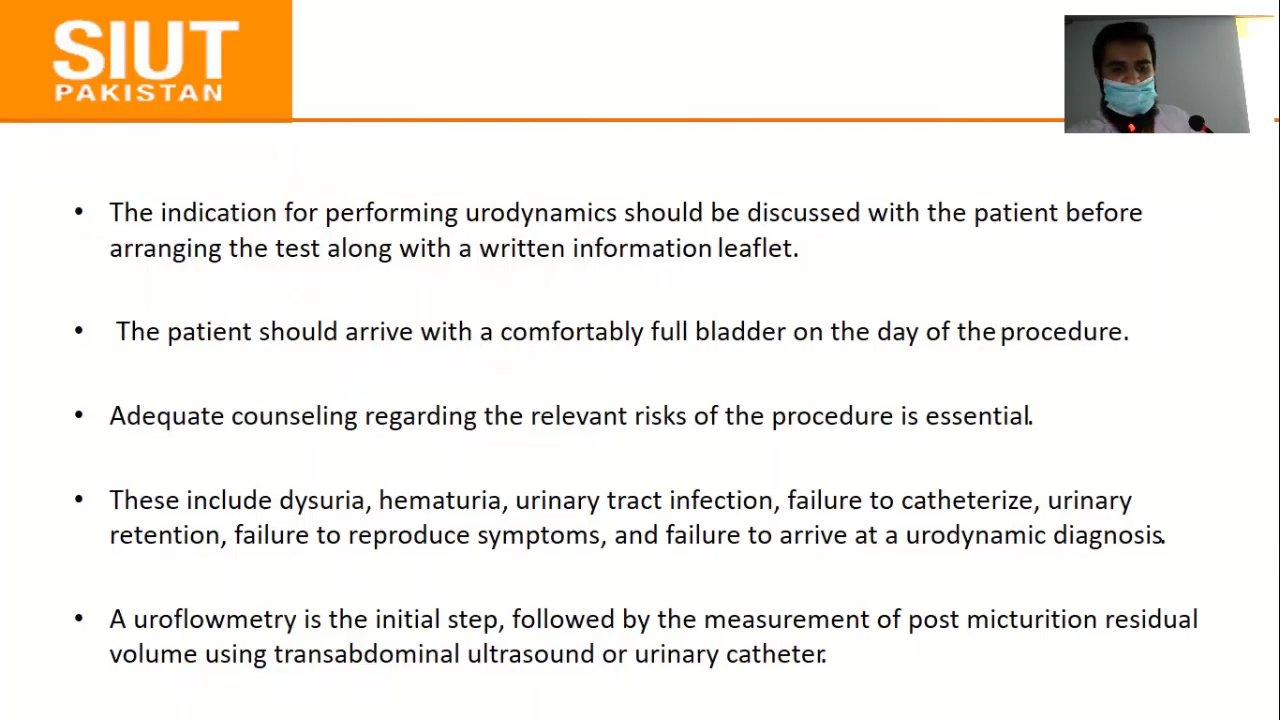 SIUT
PAKISTAN
• The indication for performing urodynamics should be discussed with the patient before
arranging the test along with a written information leaflet.
• The patient should arrive with a comfortably full bladder on the day of the procedure.
• Adequate counseling regarding the relevant risks of the procedure is essential.
• These include dysuria, hematuria, urinary tract infection, failure to catheterize, urinary
retention, failure to reproduce symptoms, and failure to arrive at a urodynamic diagnosis.
• A uroflowmetry is the initial step, followed by the measurement of post micturition residual
volume using transabdominal ultrasound or urinary catheter.